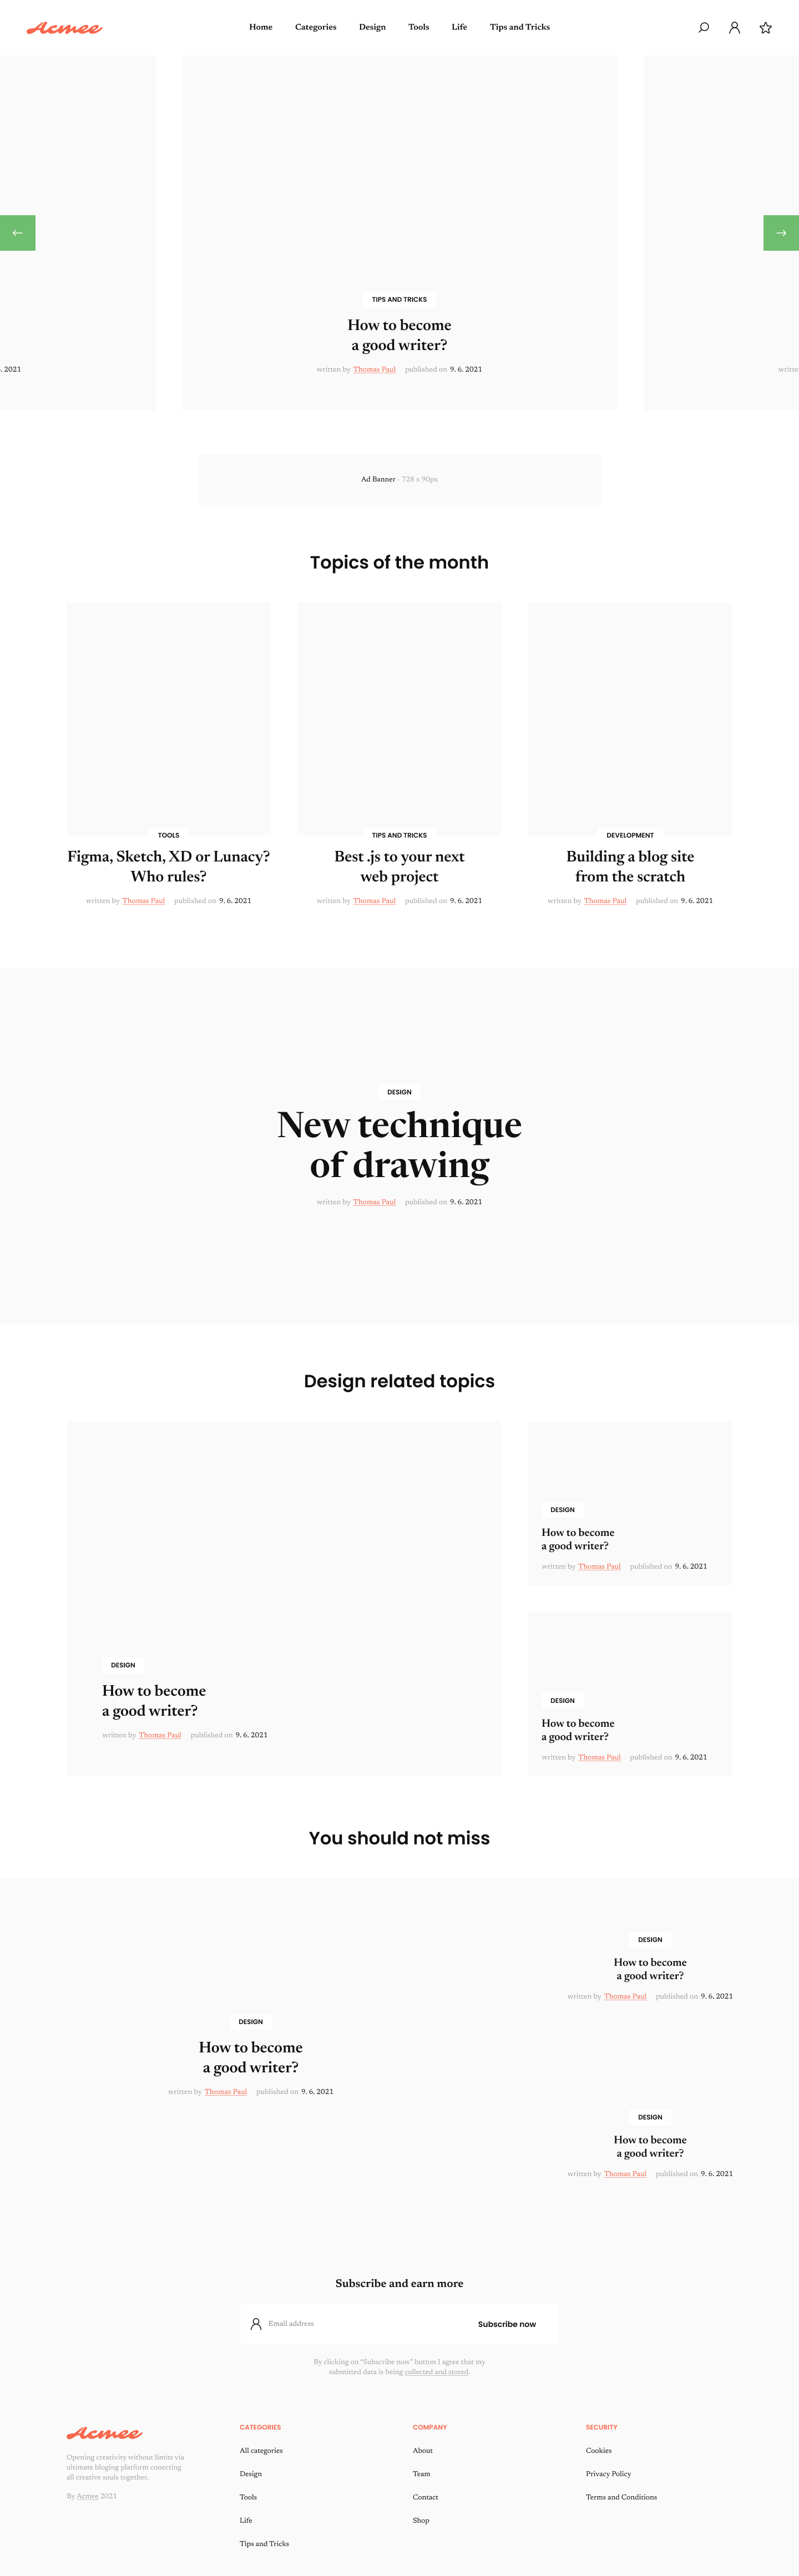 Acmee
Home Categories Design Tools Life Tips and Tricks
TIPS AND TRICKS
How to become
a good writer?
. 2021
written by Thomas Paul published on 9. 6. 2021
writte
Ad Banner - 728 x 90px
Topics of the month
TOOLS
Figma, Sketch, XD or Lunacy?
Who rules?
written by Thomas Paul published on 9. 6. 2021
TIPS AND TRICKS
Best .js to your next
web project
written by Thomas Paul published on 9. 6. 2021
DEVELOPMENT
Building a blog site
from the scratch
written by Thomas Paul published on 9. 6. 2021
DESIGN
New technique
of drawing
written by Thomas Paul published on 9. 6. 2021
Design related topics
DESIGN
How to become
a good writer?
written by Thomas Paul published on 9. 6. 2021
DESIGN
How to become
a good writer?
written by Thomas Paul published on 9. 6. 2021
DESIGN
How to become
a good writer?
written by Thomas Paul published on 9. 6. 2021
You should not miss
DESIGN
How to become
a good writer?
written by Thomas Paul published on 9. 6. 2021
DESIGN
How to become
a good writer?
written by Thomas Paul published on 9. 6. 2021
DESIGN
How to become
a good writer?
written by Thomas Paul published on 9. 6. 2021
Subscribe and earn more
Email address
Subscribe now
By clicking on “Subscribe now” button I agree that my
submitted data is being collected and stored.
Acmee
Opening creativity without limits via
ultimate bloging platform conecting
all creative souls together.
By Acmee 2021
CATEGORIES
All categories
Design
Tools
Life
Tips and Tricks
COMPANY
About
Team
Contact
Shop
SECURITY
Cookies
Privacy Policy
Terms and Conditions